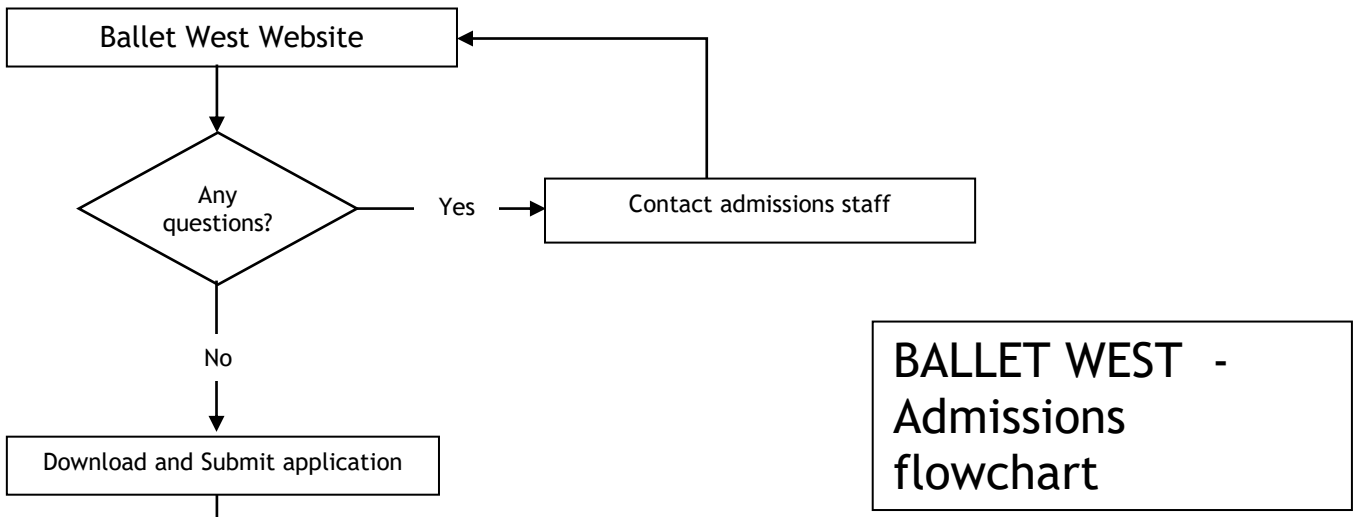 Ballet West Website
Any
questions?
Yes
Contact admissions staff
No
BALLET WEST -
Admissions
flowchart
Download and Submit application